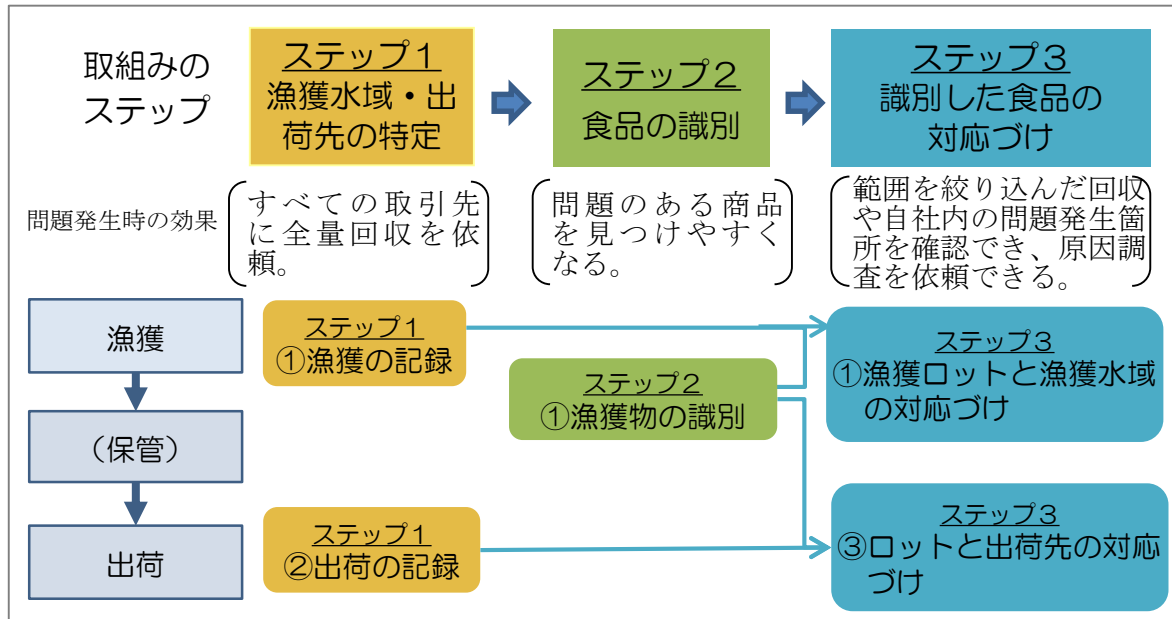 取組みの
ステップ
ステップ１
漁獲水域・出
荷先の特定
ステップ２
食品の識別
ステップ３
識別した食品の
対応づけ
問題発生時の効果
すべての取引先
に全量回収を依
頼。
問題のある商品
を見つけやすく
なる。
範囲を絞り込んだ回収
や自社内の問題発生箇
所を確認でき、原因調
査を依頼できる。
漁獲
ステップ１
①漁獲の記録
ステップ２
①漁獲物の識別
ステップ３
①漁獲ロットと漁獲水域
の対応づけ
（保管）
出荷
ステップ１
②出荷の記録
ステップ３
③ロットと出荷先の対応
づけ